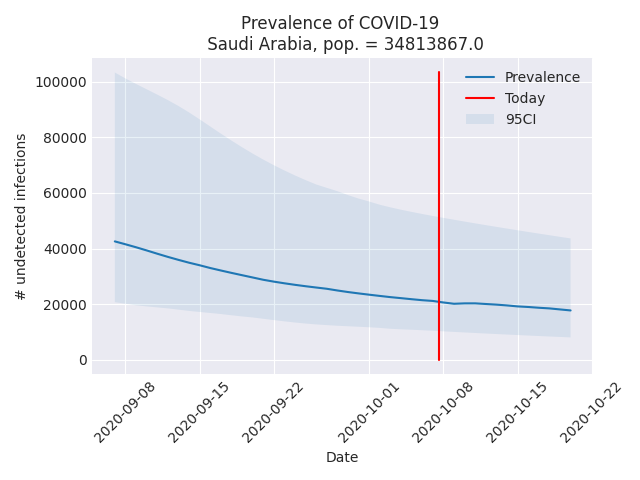 Prevalence of COVID-19
Saudi Arabia, pop. = 34813867.0
Prevalence
Today
95CI
100000
80000
60000
40000
20000
0
# undetected infections
2020-09-08
2020-09-15
2020-09-22
2020-10-01
2020-10-08
2020-10-15
2020-10-22
Date